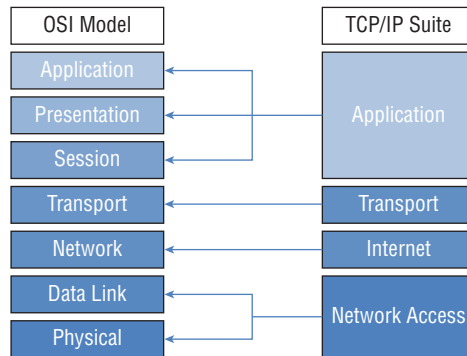 OSI Model
TCP/IP Suite
Application
Presentation
Session
Application
Transport
Transport
Network
Internet
Data Link
Physical
Network Access